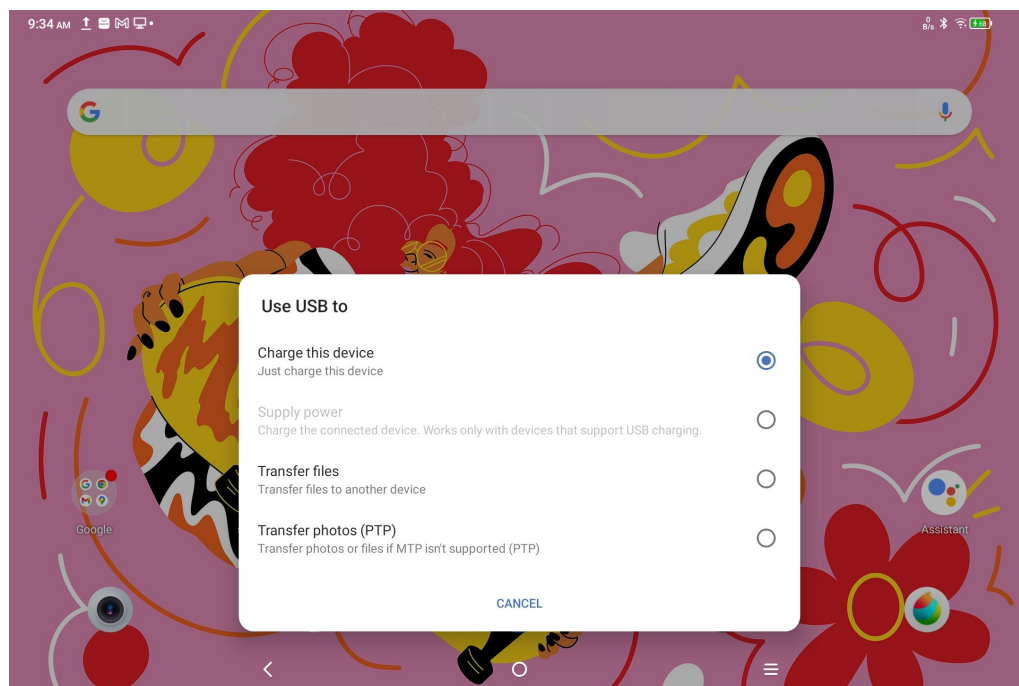 9:34 AM
0 B/s
68
Use USB to
Charge this device
Just charge this device
Supply power
Charge the connected device. Works only with devices that support USB charging.
Transfer files
Transfer files to another device
Transfer photos (PTP)
Transfer photos or files if MTP isn't supported (PTP)
CANCEL
Google
Assistant